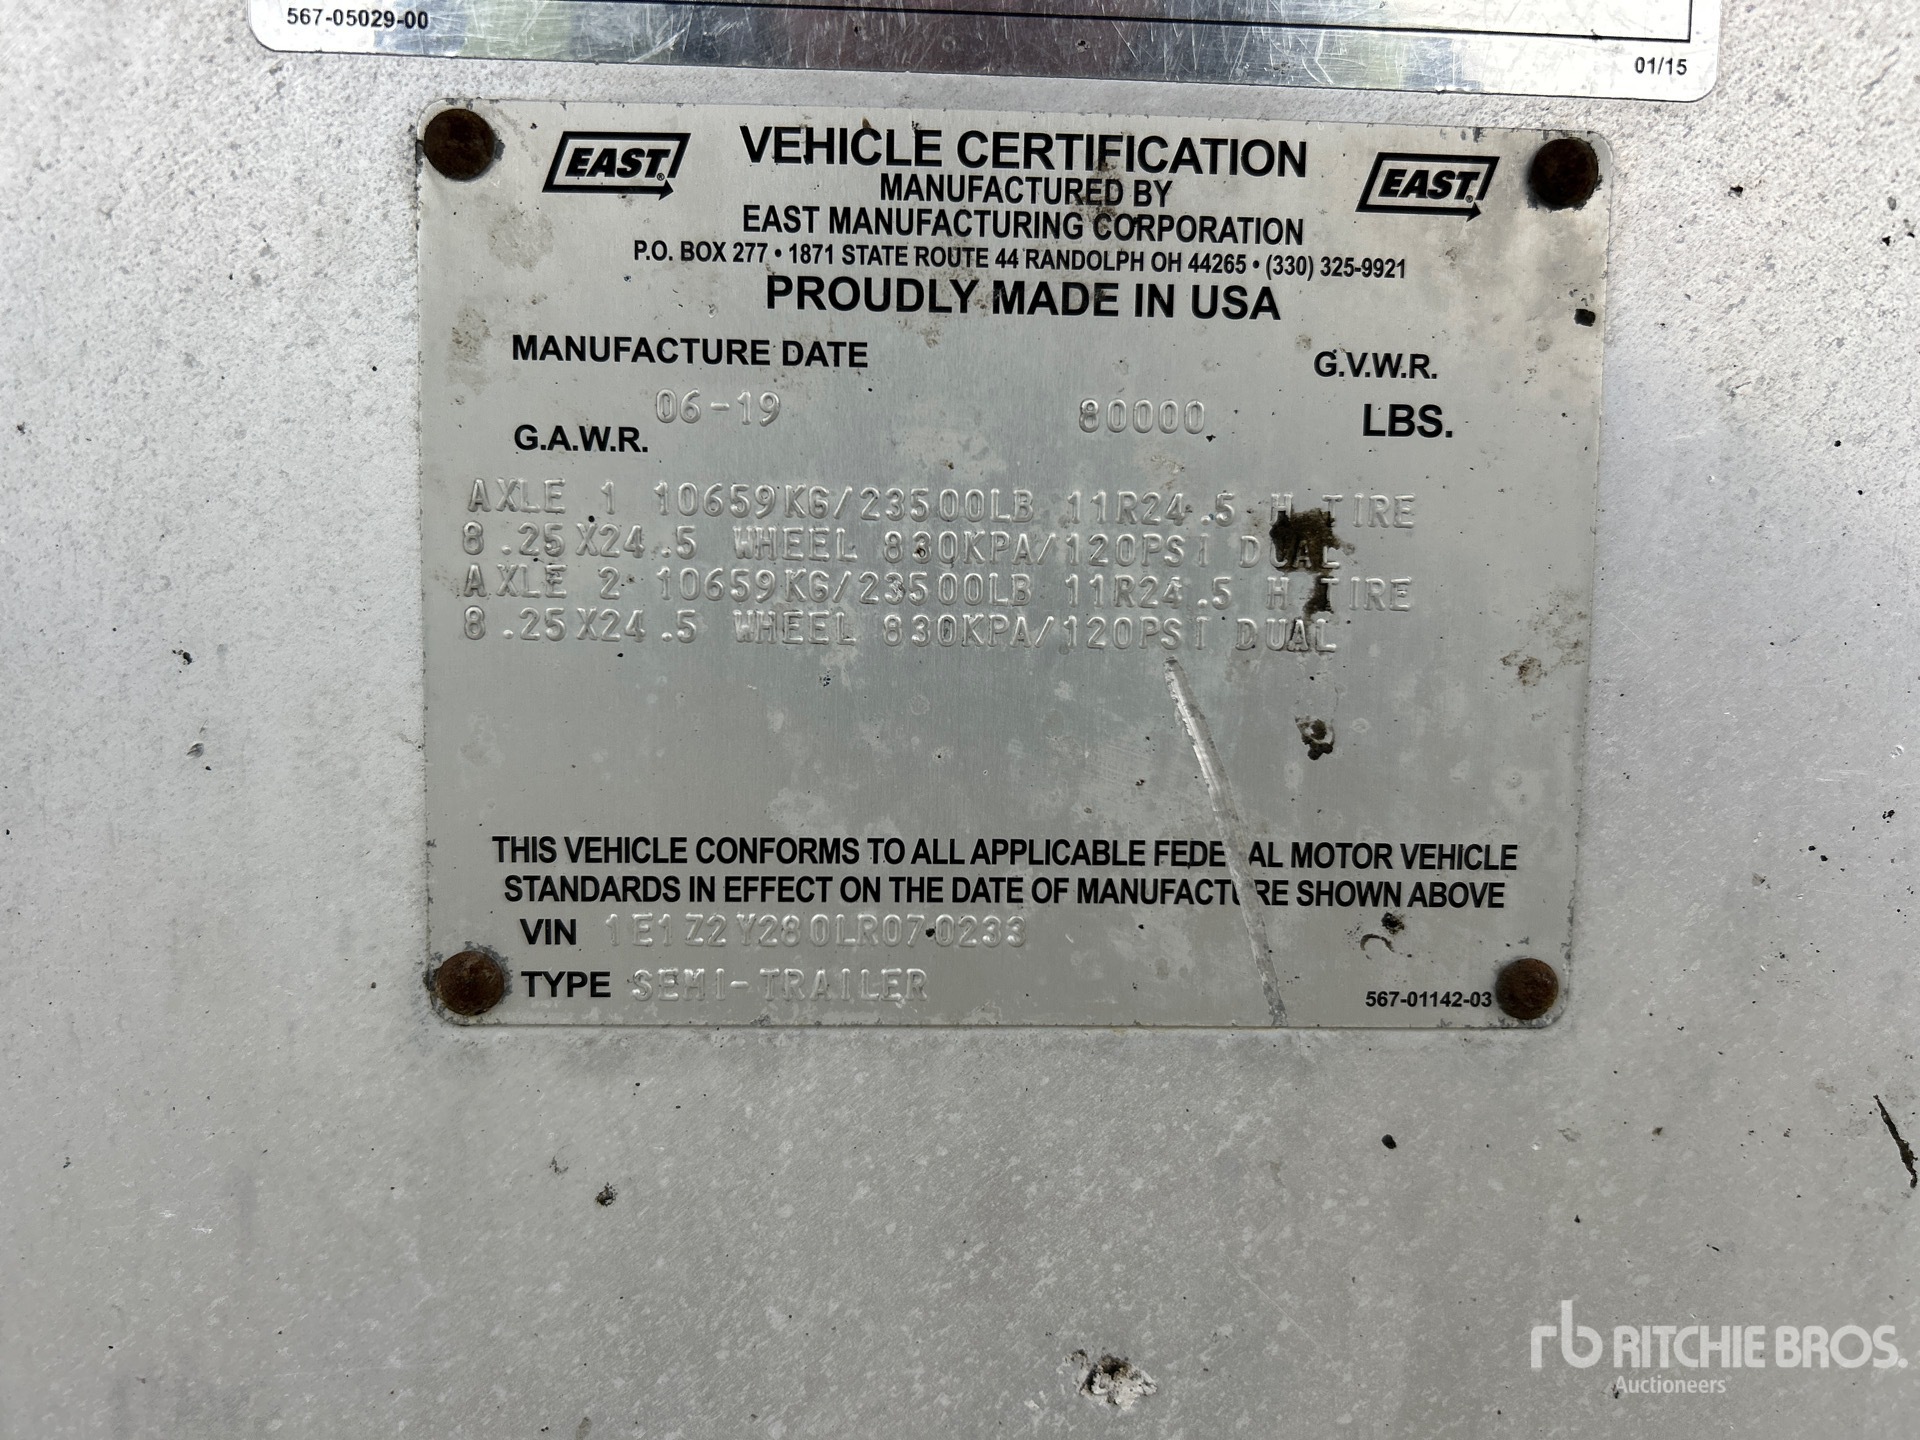 567-05029-00
01/15
EAST® VEHICLE CERTIFICATION EAST®
MANUFACTURED BY
EAST MANUFACTURING CORPORATION
P.O. BOX 277 • 1871 STATE ROUTE 44 RANDOLPH OH 44265 • (330) 325-9921
PROUDLY MADE IN USA
MANUFACTURE DATE G.V.W.R.
06-19 80000 LBS.
G.A.W.R.
AXLE 1 10659KG/23500LB 11R24.5 H TIRE
8.25X24.5 WHEEL 830KPA/120PSI DUAL
AXLE 2 10659KG/23500LB 11R24.5 H TIRE
8.25X24.5 WHEEL 830KPA/120PSI DUAL
THIS VEHICLE CONFORMS TO ALL APPLICABLE FEDERAL MOTOR VEHICLE
STANDARDS IN EFFECT ON THE DATE OF MANUFACTURE SHOWN ABOVE
VIN 1E1Z2Y280LR070233
TYPE SEMI-TRAILER 567-01142-03
rb RITCHIE BROS.
Auctioneers